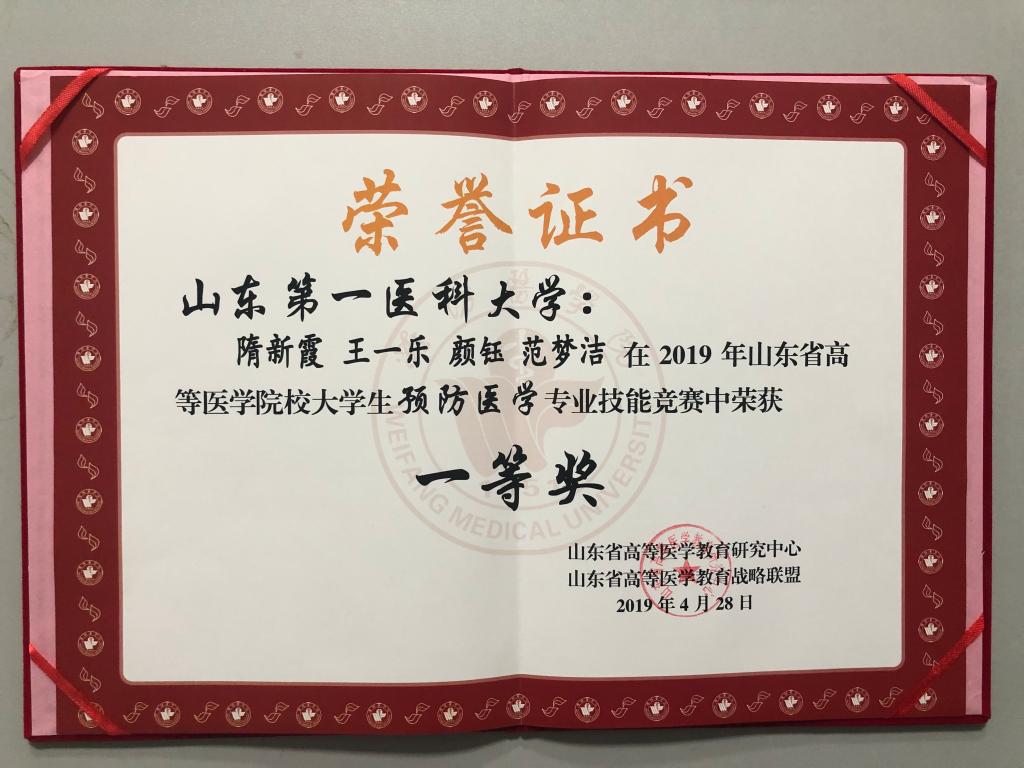 荣誉证书
山东第一医科大学：
隋新霞 王一乐 颜钰 范梦洁 在 2019 年山东省高
等医学院校大学生预防医学专业技能竞赛中荣获
一等奖
WEIFANG MEDICAL UNIVERSITY
山东省高等医学教育研究中心
山东省高等医学教育战略联盟
2019 年 4 月 28 日